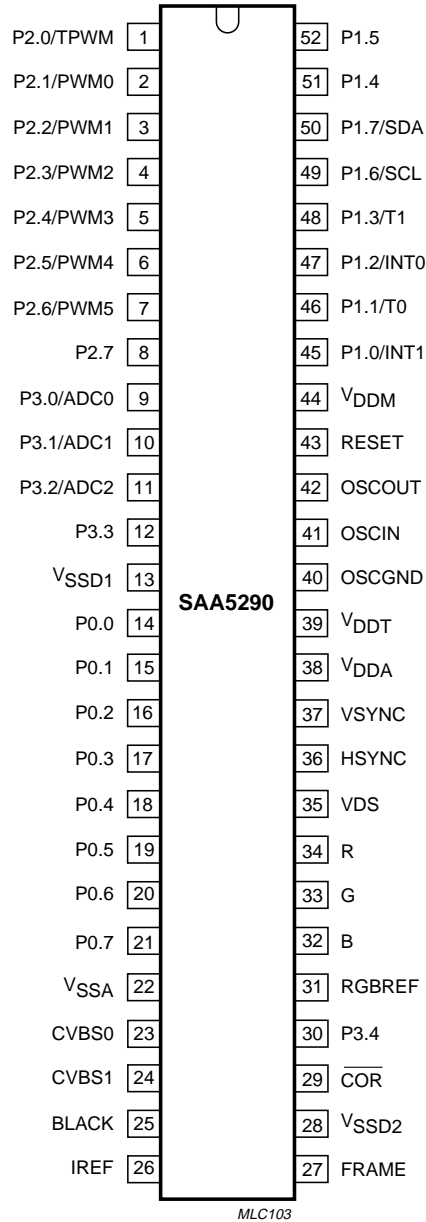 P2.0/TPWM 1 52 P1.5
P2.1/PWM0 2 51 P1.4
P2.2/PWM1 3 50 P1.7/SDA
P2.3/PWM2 4 49 P1.6/SCL
P2.4/PWM3 5 48 P1.3/T1
P2.5/PWM4 6 47 P1.2/INT0
P2.6/PWM5 7 46 P1.1/T0
P2.7 8 45 P1.0/INT1
P3.0/ADC0 9 44 VDDM
P3.1/ADC1 10 43 RESET
P3.2/ADC2 11 42 OSCOUT
P3.3 12 41 OSCIN
VSSD1 13 40 OSCGND
SAA5290
P0.0 14 39 VDDT
P0.1 15 38 VDDA
P0.2 16 37 VSYNC
P0.3 17 36 HSYNC
P0.4 18 35 VDS
P0.5 19 34 R
P0.6 20 33 G
P0.7 21 32 B
VSSA 22 31 RGBREF
CVBS0 23 30 P3.4
CVBS1 24 29 COR
BLACK 25 28 VSSD2
IREF 26 27 FRAME
MLC103